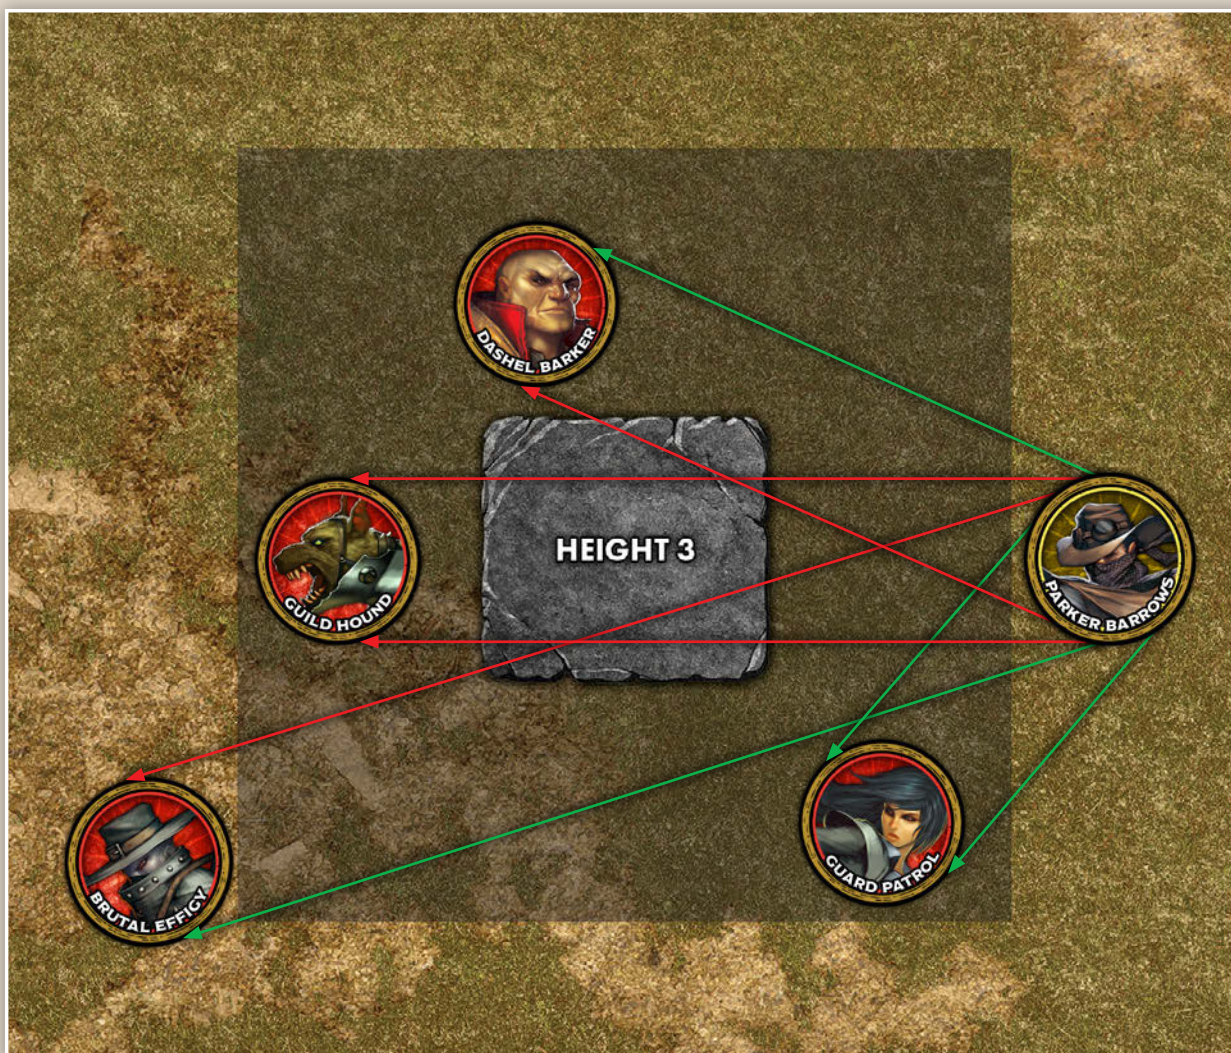 DASHEL BARKER
HEIGHT 3
GUILD HOUND
PARKER BARROWS
BRUTAL EFFIGY
GUARD PATROL